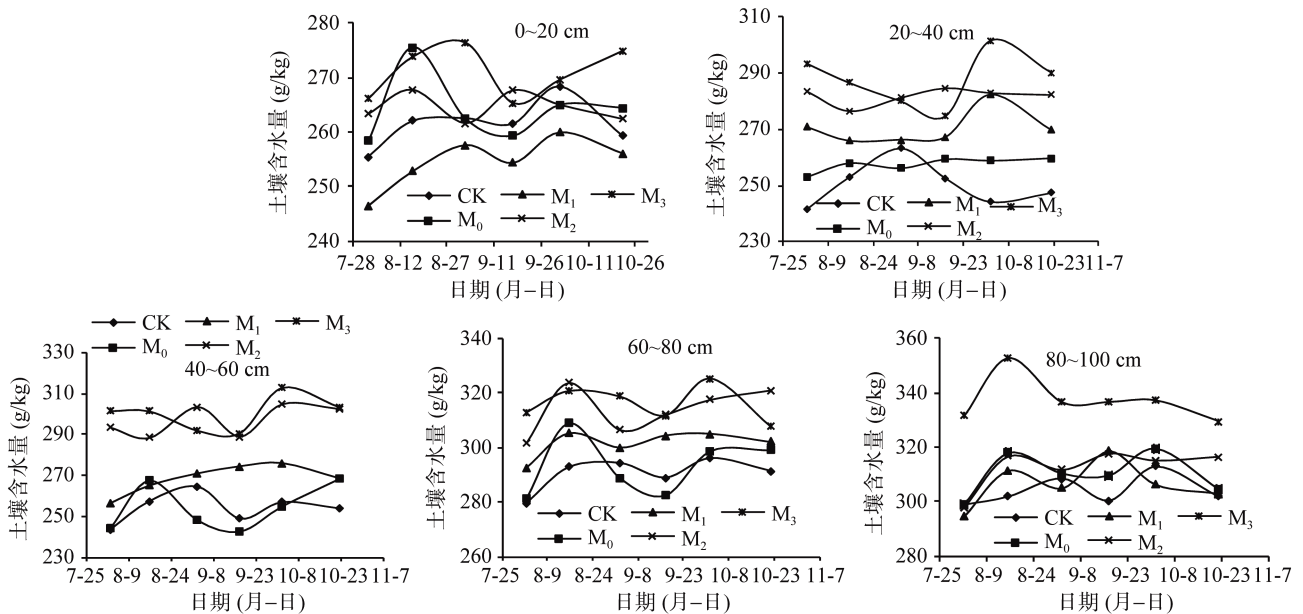 0~20 cm
土壤含水量 (g/kg)
280
270
260
250
240
CK M₁ M₃
M₀ M₂
7-28 8-12 8-27 9-11 9-26 10-11 10-26
日期 (月–日)
20~40 cm
土壤含水量 (g/kg)
310
290
270
250
230
CK M₁ M₃
M₀ M₂
7-25 8-9 8-24 9-8 9-23 10-8 10-23 11-7
日期 (月–日)
CK M₁ M₃
M₀ M₂
40~60 cm
土壤含水量 (g/kg)
330
310
290
270
250
230
7-25 8-9 8-24 9-8 9-23 10-8 10-23 11-7
日期 (月–日)
60~80 cm
土壤含水量 (g/kg)
340
320
300
280
260
CK M₁ M₃
M₀ M₂
7-25 8-9 8-24 9-8 9-23 10-8 10-23 11-7
日期 (月–日)
80~100 cm
土壤含水量 (g/kg)
360
340
320
300
280
CK M₁ M₃
M₀ M₂
7-25 8-9 8-24 9-8 9-23 10-8 10-23 11-7
日期 (月–日)